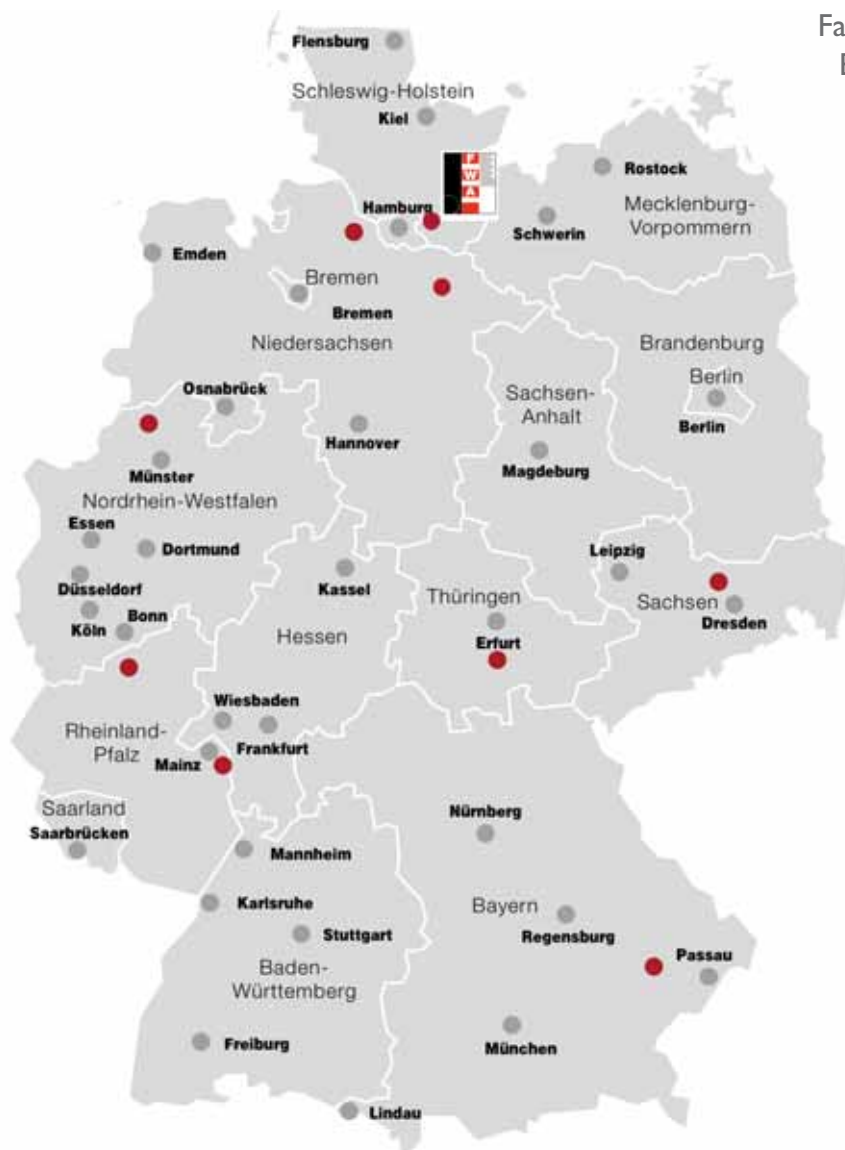 Fa
E
Flensburg
Schleswig-Holstein
Kiel
F
W
A
Hamburg
Rostock
Mecklenburg-
Vorpommern
Schwerin
Emden
Bremen
Bremen
Niedersachsen
Brandenburg
Berlin
Berlin
Osnabrück
Sachsen-
Anhalt
Hannover
Magdeburg
Münster
Nordrhein-Westfalen
Essen
Dortmund
Düsseldorf
Köln
Bonn
Kassel
Hessen
Thüringen
Erfurt
Leipzig
Sachsen
Dresden
Wiesbaden
Rheinland-
Pfalz
Mainz
Frankfurt
Saarland
Saarbrücken
Nürnberg
Mannheim
Karlsruhe
Stuttgart
Bayern
Regensburg
Passau
Baden-
Württemberg
Freiburg
München
Lindau